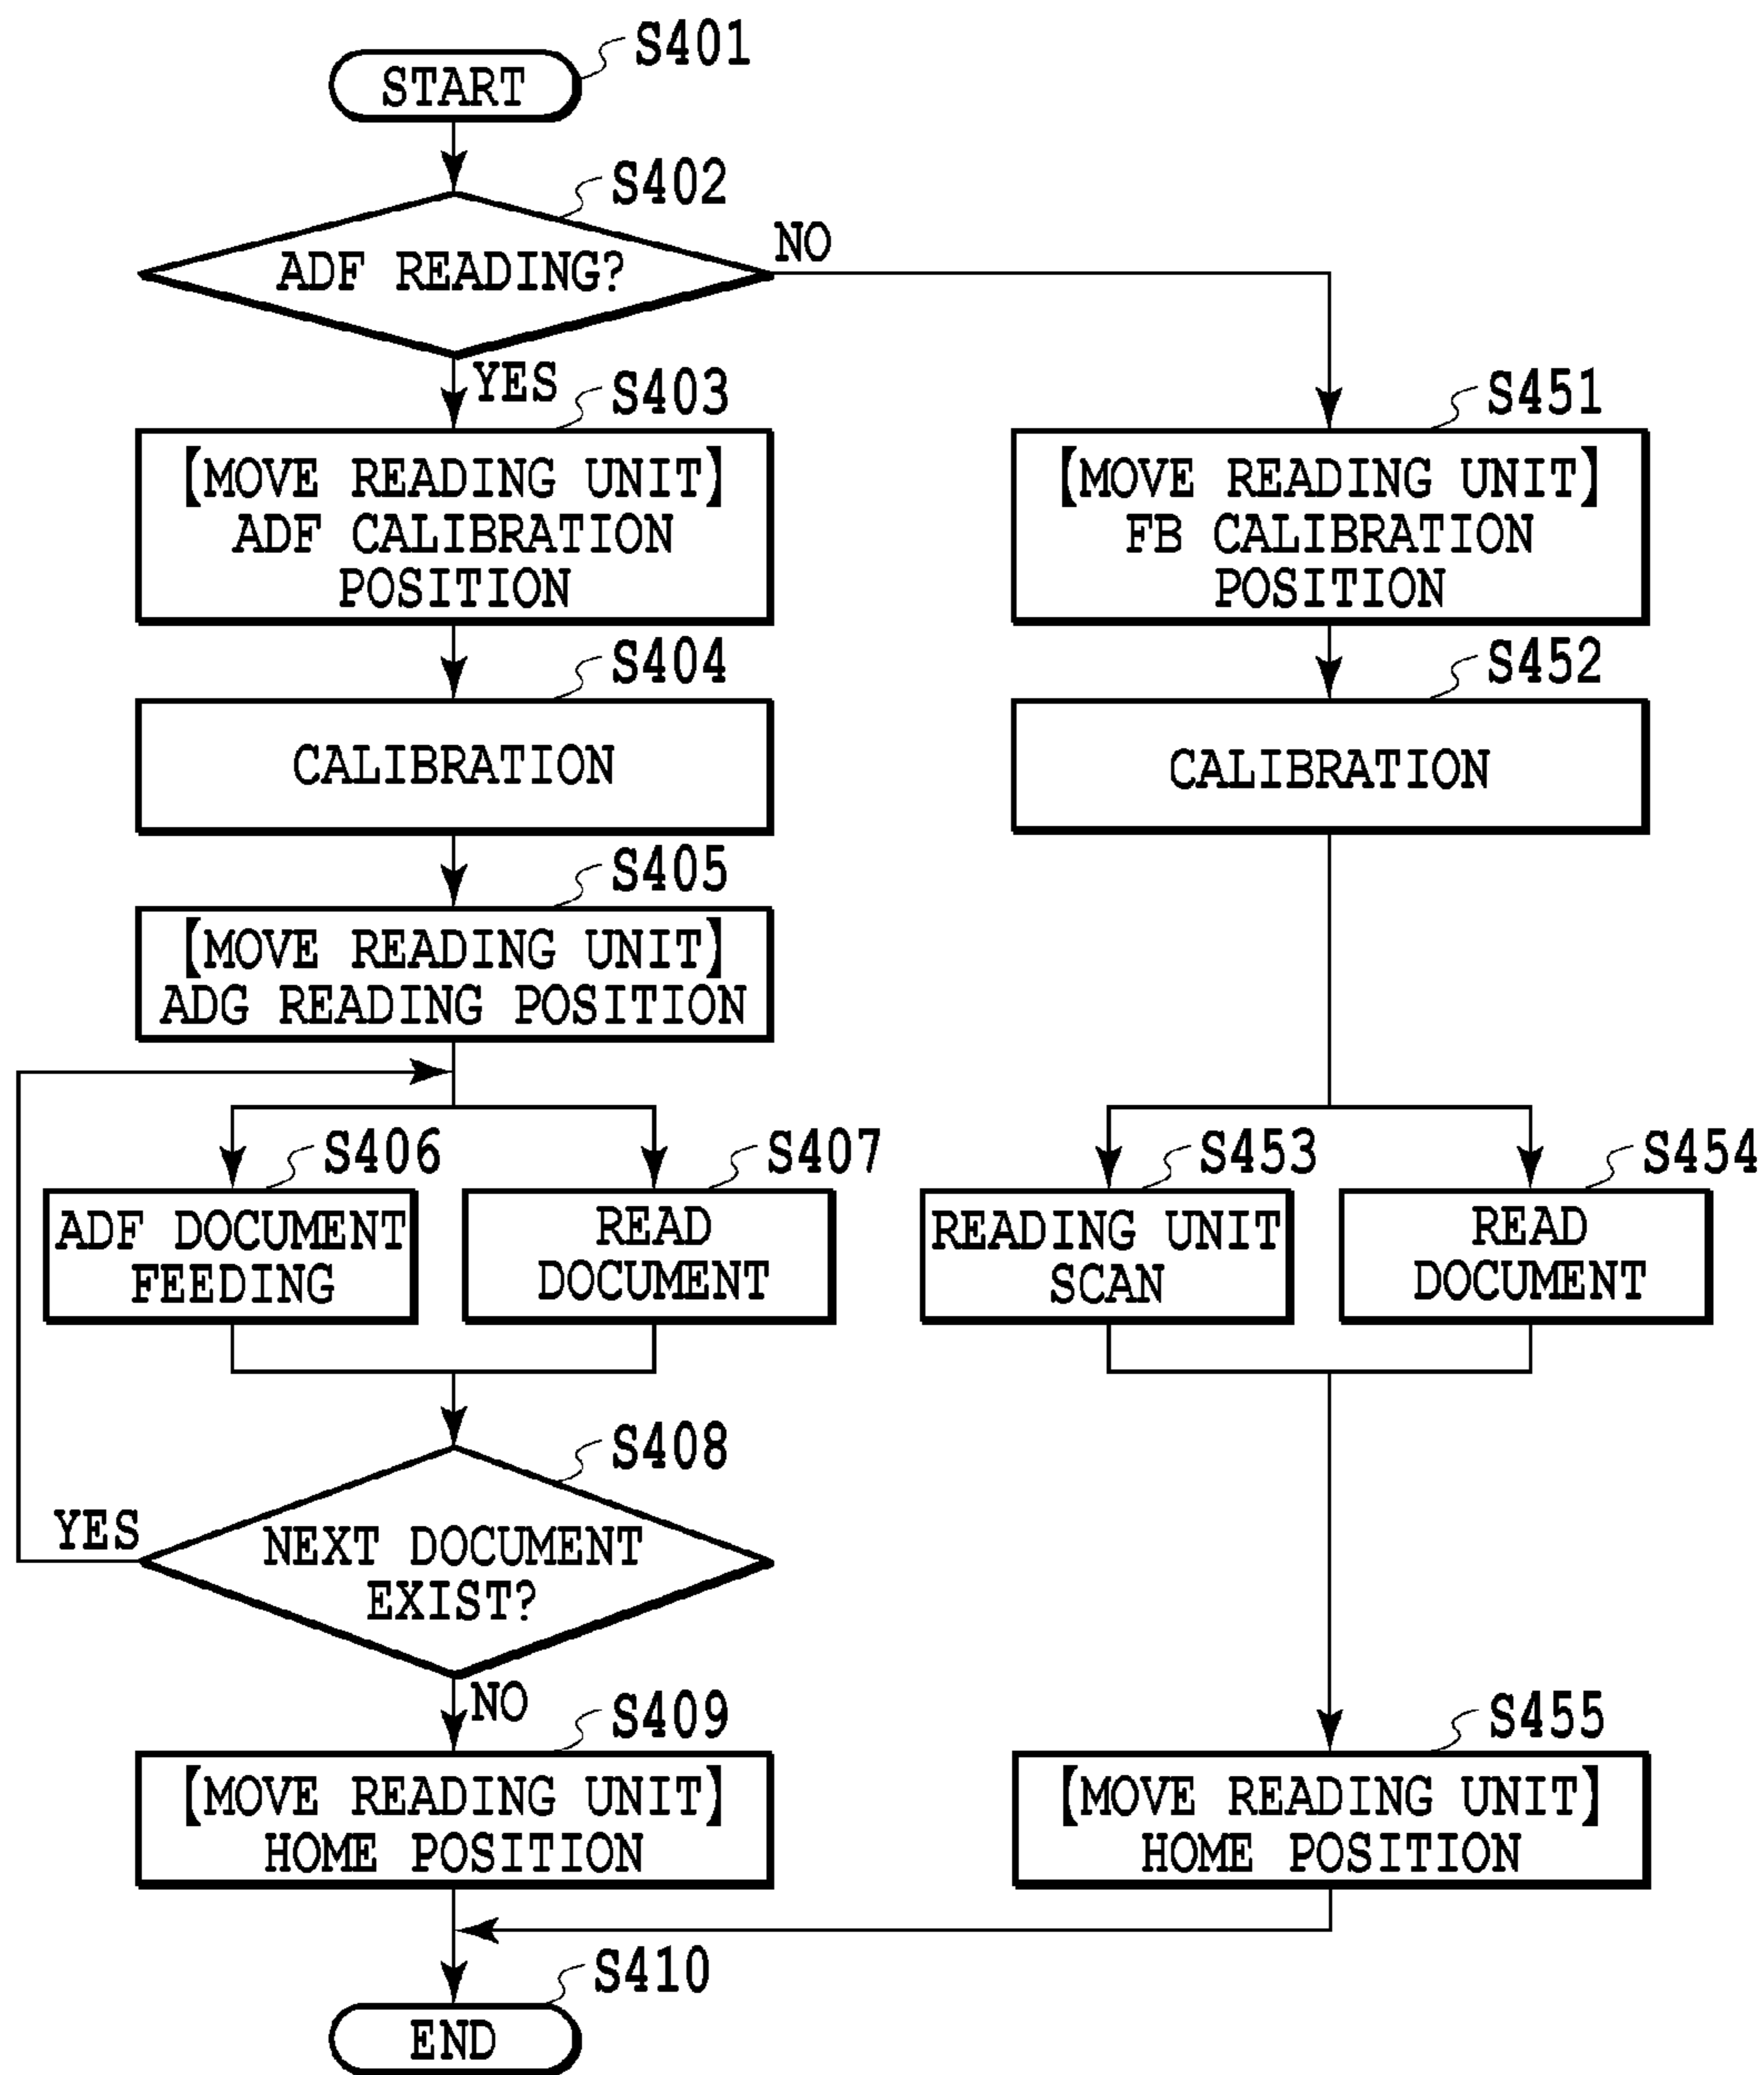 S401
START
S402
ADF READING?
NO
YES
S403
【MOVE READING UNIT】
ADF CALIBRATION
POSITION
S451
【MOVE READING UNIT】
FB CALIBRATION
POSITION
S404
CALIBRATION
S452
CALIBRATION
S405
【MOVE READING UNIT】
ADG READING POSITION
S406
ADF DOCUMENT
FEEDING
S407
READ
DOCUMENT
S453
READING UNIT
SCAN
S454
READ
DOCUMENT
S408
YES
NEXT DOCUMENT
EXIST?
NO
S409
【MOVE READING UNIT】
HOME POSITION
S455
【MOVE READING UNIT】
HOME POSITION
S410
END